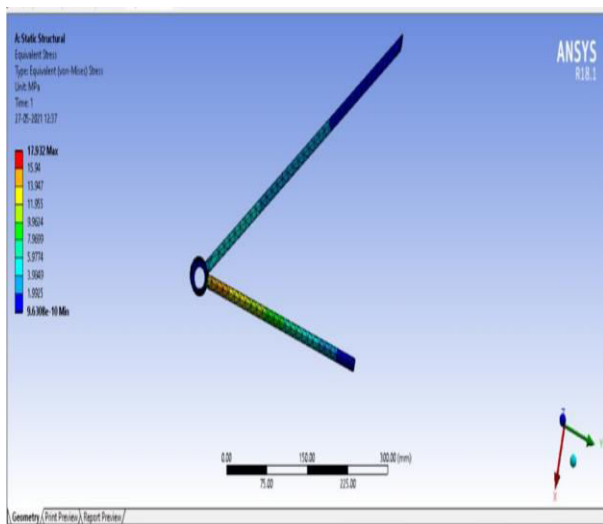 A: Static Structural
Equivalent Stress
Type: Equivalent (von-Mises) Stress
Unit: MPa
Time: 1
27-05-2021 12:37
ANSYS
R18.1
17.932 Max
15.94
13.947
11.955
9.9624
7.9699
5.9774
3.9849
1.9925
9.6308e-10 Min
0.00 150.00 300.00 (mm)
75.00 225.00
Z
Y
X
Geometry Print Preview Report Preview